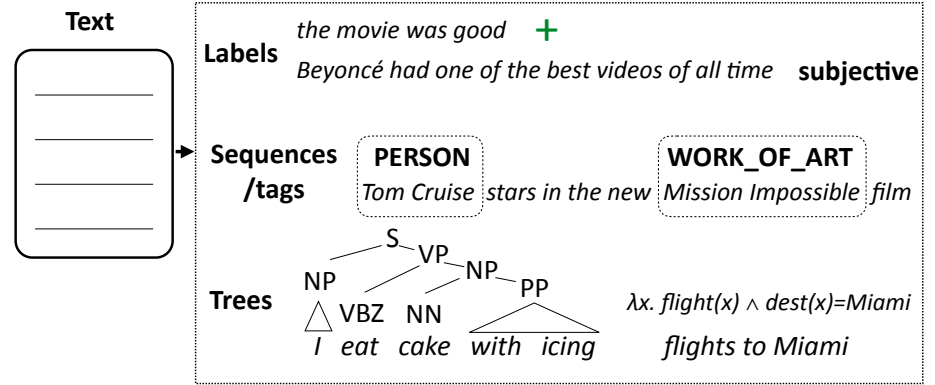 Text
Labels
the movie was good +
Beyoncé had one of the best videos of all time subjective
Sequences
/tags
PERSON WORK_OF_ART
Tom Cruise stars in the new Mission Impossible film
Trees
S
VP
NP NP
PP
VBZ NN
I eat cake with icing
λx. flight(x) ∧ dest(x)=Miami
flights to Miami